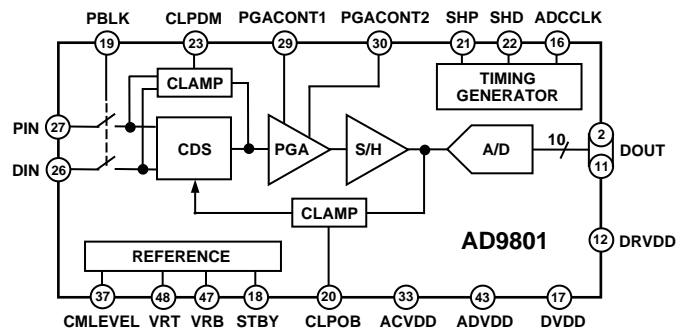 PBLK CLPDM PGACONT1 PGACONT2 SHP SHD ADCCLK
19 23 29 30 21 22 16
CLAMP
TIMING
GENERATOR
PIN 27
CDS PGA S/H A/D 10 2 DOUT
DIN 26 11
CLAMP
AD9801
REFERENCE
12 DRVDD
37 48 47 18 20 33 43 17
CMLEVEL VRT VRB STBY CLPOB ACVDD ADVDD DVDD